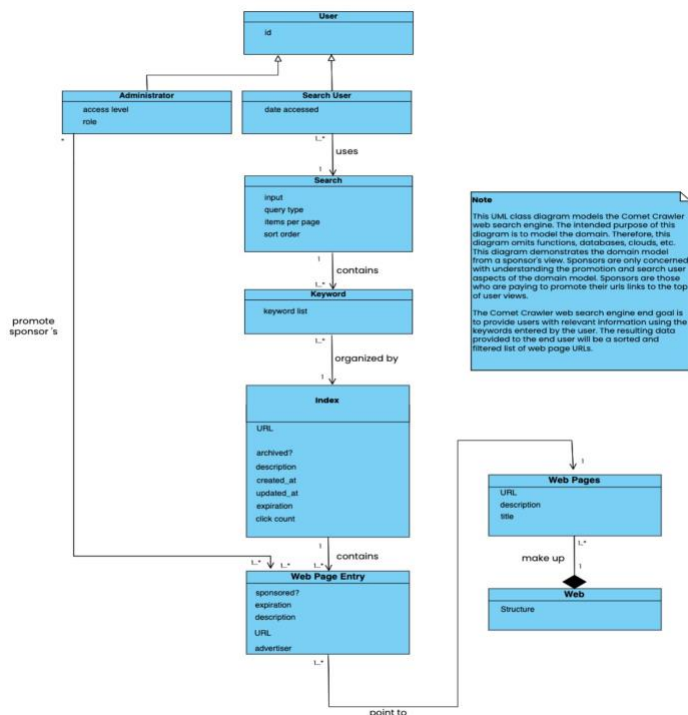 User
id
Administrator
access level
role
*
Search User
date accessed
1..*
uses
1
Search
input
query type
items per page
sort order
1
contains
1..*
Keyword
keyword list
1..*
organized by
1
promote
sponsor 's
Index
URL
archived?
description
created_at
updated_at
expiration
click count
1
contains
1..*
1..*
1..*
Web Page Entry
sponsored?
expiration
description
URL
advertiser
1..*
point to
Note
This UML class diagram models the Comet Crawler
web search engine. The intended purpose of this
diagram is to model the domain. Therefore, this
diagram omits functions, databases, clouds, etc.
This diagram demonstrates the domain model
from a sponsor's view. Sponsors are only concerned
with understanding the promotion and search user
aspects of the domain model. Sponsors are those
who are paying to promote their urls links to the top
of user views.
The Comet Crawler web search engine end goal is
to provide users with relevant information using the
keywords entered by the user. The resulting data
provided to the end user will be a sorted and
filtered list of web page URLs.
1
Web Pages
URL
description
title
1..*
make up
1
Web
Structure